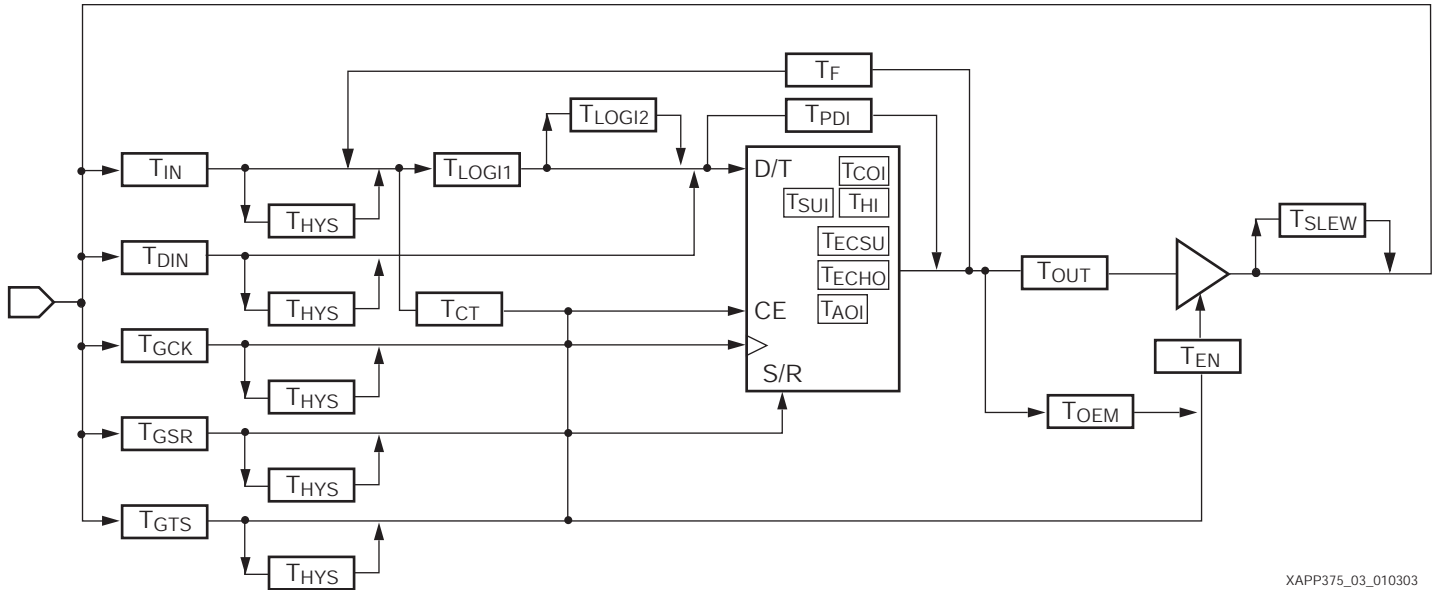 TF
TLOGI2
TPDI
TIN
TLOGI1
D/T
TCOI
TSUI
THI
THYS
TSLEW
TDIN
TECSU
TECHO
TOUT
THYS
TCT
CE
TAOI
TGCK
TEN
S/R
THYS
TOEM
TGSR
THYS
TGTS
THYS
XAPP375_03_010303